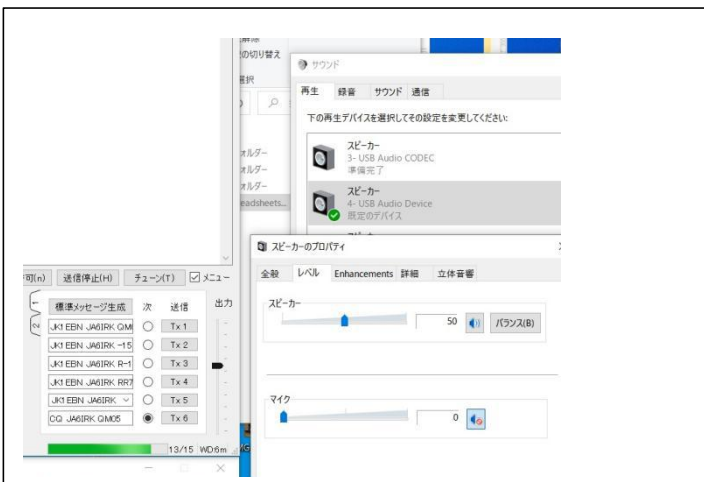 の切り替え
サウンド
再生 録音 サウンド 通信
下の再生デバイスを選択してその設定を変更してください:
スピーカー
3- USB Audio CODEC
準備完了
スピーカー
4- USB Audio Device
既定のデバイス
ォルダー
ォルダー
ォルダー
eadsheets...
スピーカーのプロパティ
全般 レベル Enhancements 詳細 立体音響
スピーカー
50 バランス(B)
マイク
0
可(n) 送信停止(H) チューン(T) メニュー
1
2
標準メッセージ生成 次 送信 出力
JK1EBN JA6IRK QM Tx 1
JK1EBN JA6IRK -15 Tx 2
JK1EBN JA6IRK R-1 Tx 3
JK1EBN JA6IRK RR7 Tx 4
JK1EBN JA6IRK Tx 5
CQ JA6IRK QM05 Tx 6
13/15 WD:6m